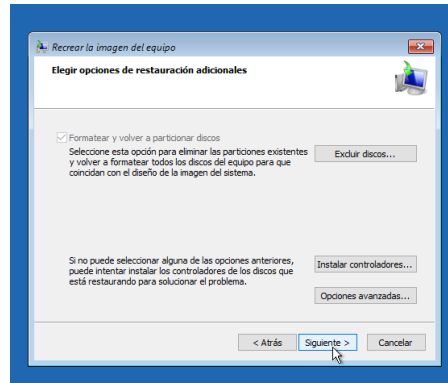 Recrear la imagen del equipo
Elegir opciones de restauración adicionales
Formatear y volver a particionar discos
Seleccione esta opción para eliminar las particiones existentes
y volver a formatear todos los discos del equipo para que
coincidan con el diseño de la imagen del sistema.
Excluir discos...
Si no puede seleccionar alguna de las opciones anteriores,
puede intentar instalar los controladores de los discos que
está restaurando para solucionar el problema.
Instalar controladores...
Opciones avanzadas...
< Atrás
Siguiente >
Cancelar